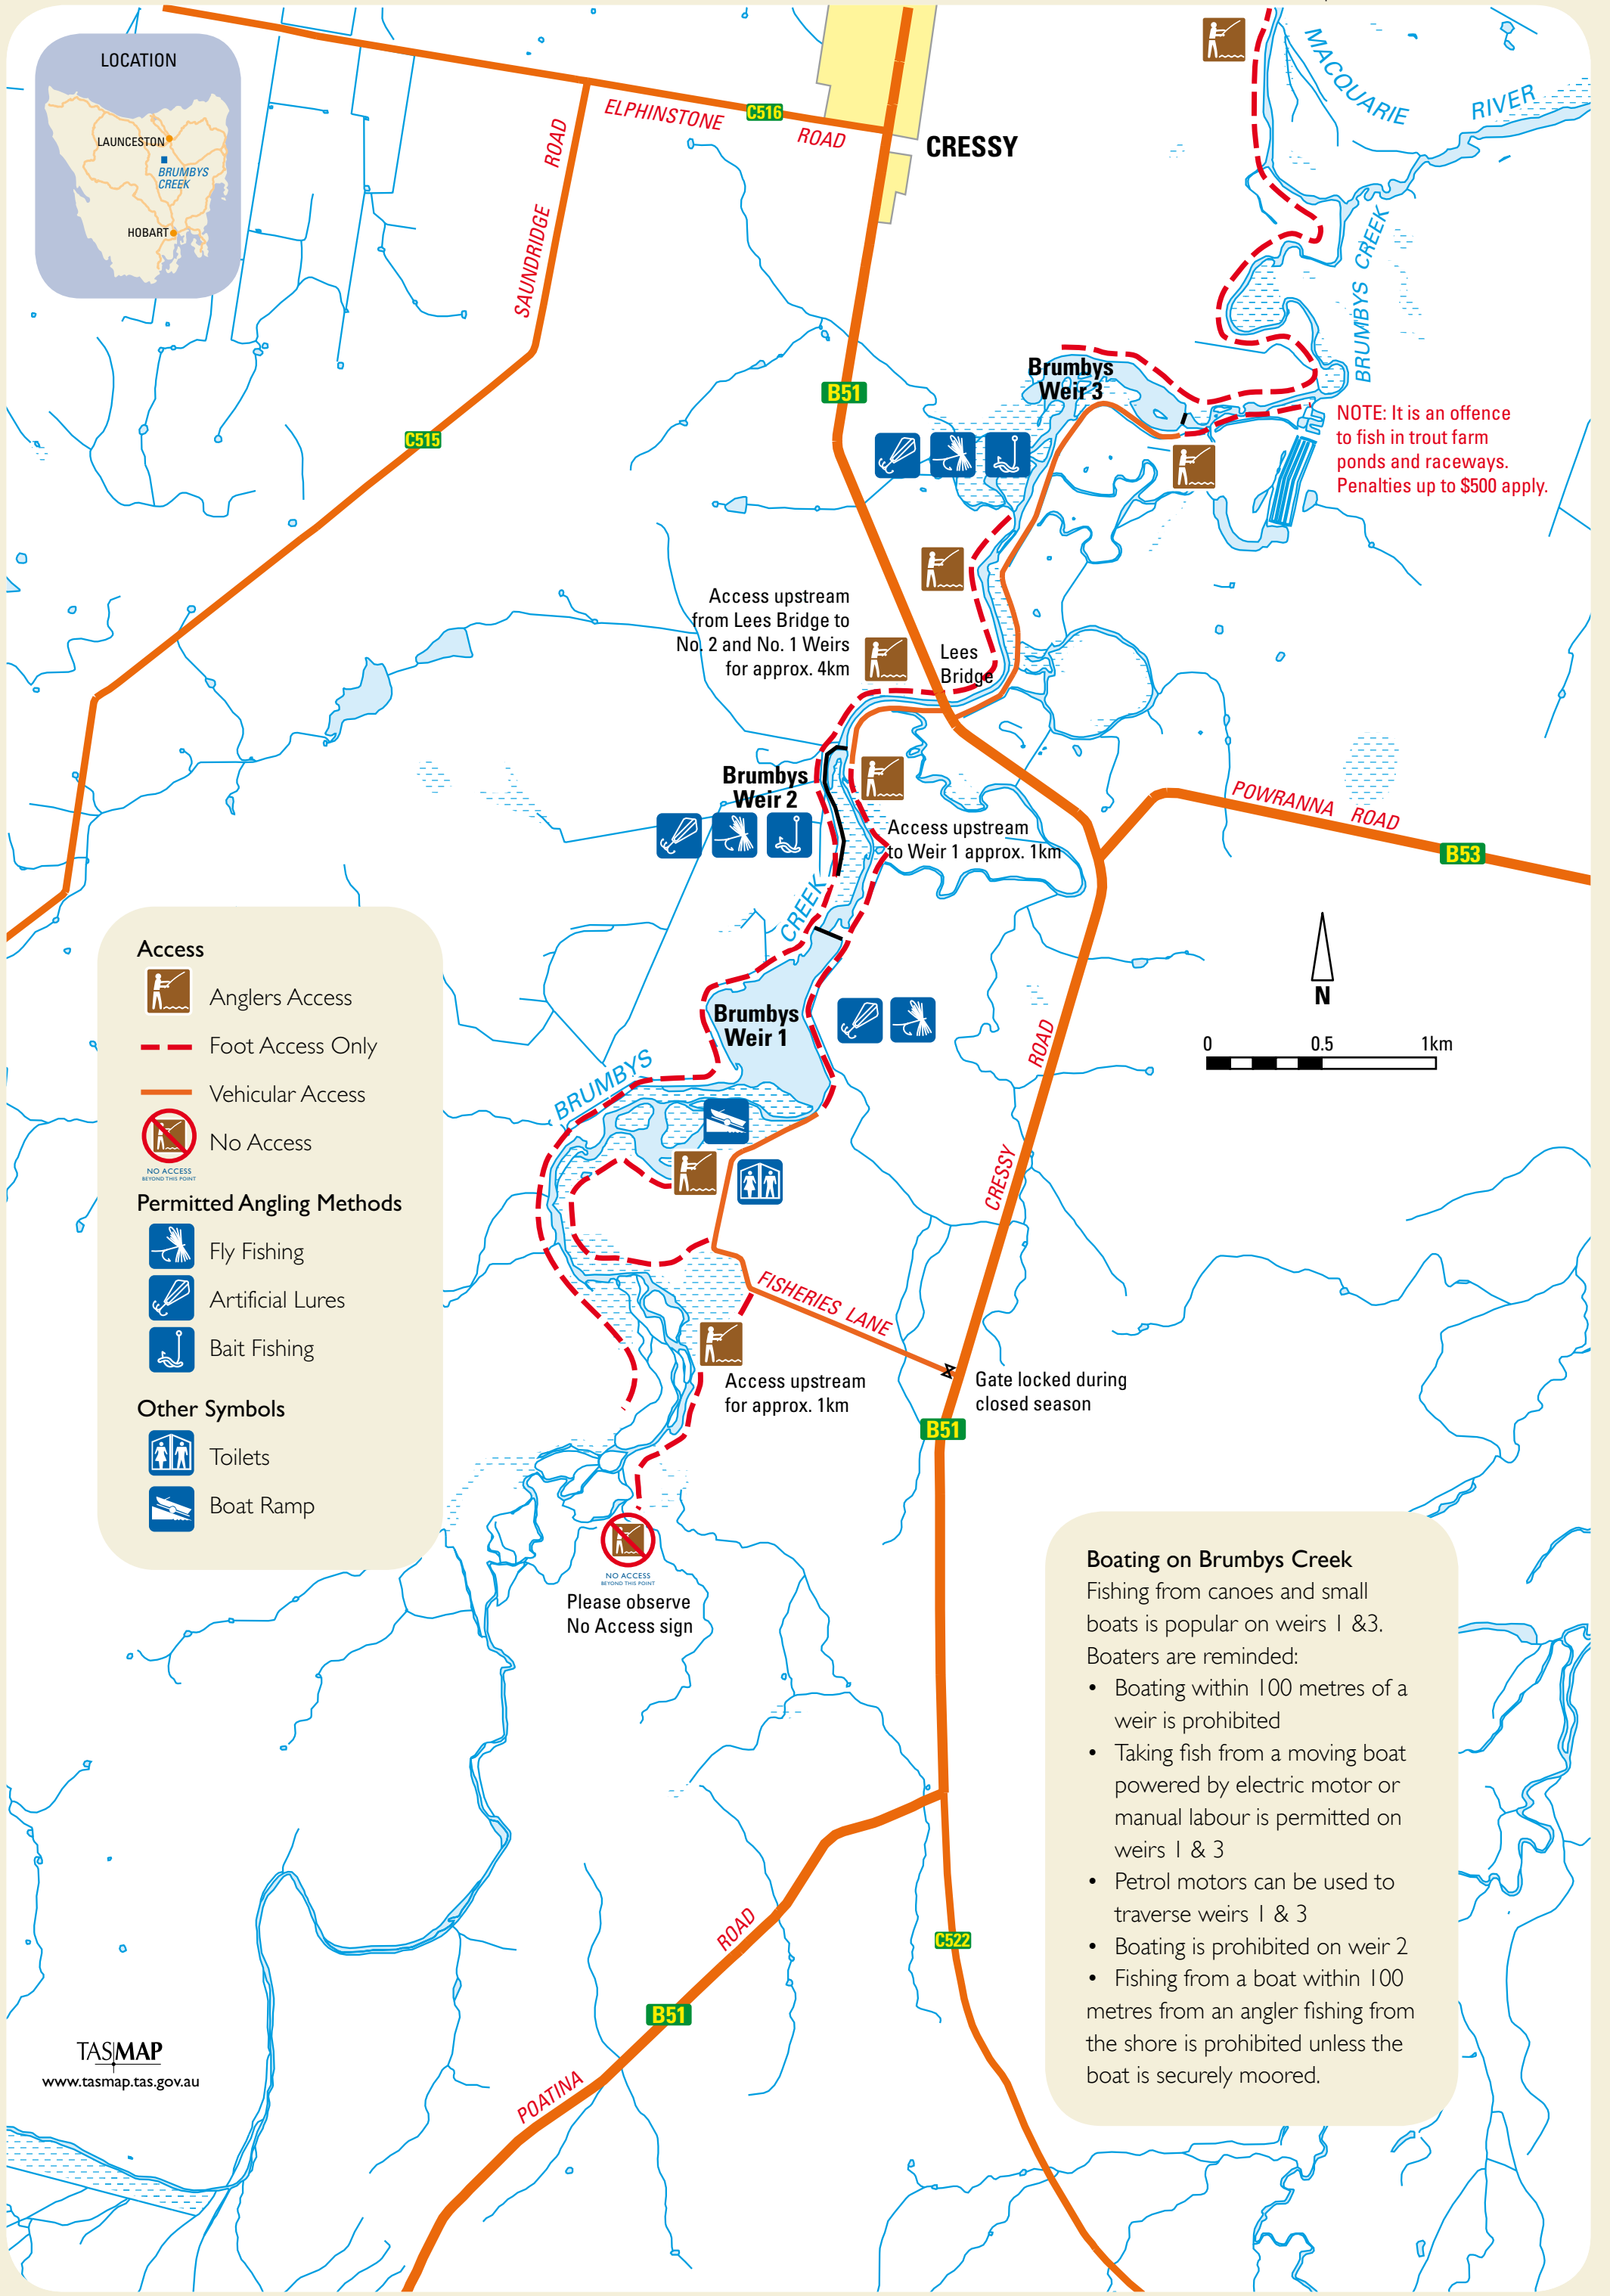 LOCATION
LAUNCESTON
BRUMBYS
CREEK
HOBART
ELPHINSTONE
C516
ROAD
CRESSY
MACQUARIE
RIVER
SAUNDRIDGE ROAD
BRUMBYS CREEK
B51
C515
Brumbys
Weir 3
NOTE: It is an offence
to fish in trout farm
ponds and raceways.
Penalties up to $500 apply.
Access upstream
from Lees Bridge to
No. 2 and No. 1 Weirs
for approx. 4km
Lees
Bridge
Brumbys
Weir 2
Access upstream
to Weir 1 approx. 1km
POWRANNA ROAD
B53
CREEK
Brumbys
Weir 1
BRUMBYS
N
0 0.5 1km
ROAD
CRESSY
FISHERIES LANE
Access upstream
for approx. 1km
Gate locked during
closed season
B51
NO ACCESS
BEYOND THIS POINT
Please observe
No Access sign
Access
Anglers Access
Foot Access Only
Vehicular Access
No Access
NO ACCESS
BEYOND THIS POINT
Permitted Angling Methods
Fly Fishing
Artificial Lures
Bait Fishing
Other Symbols
Toilets
Boat Ramp
Boating on Brumbys Creek
Fishing from canoes and small
boats is popular on weirs 1 &3.
Boaters are reminded:
• Boating within 100 metres of a
weir is prohibited
• Taking fish from a moving boat
powered by electric motor or
manual labour is permitted on
weirs 1 & 3
• Petrol motors can be used to
traverse weirs 1 & 3
• Boating is prohibited on weir 2
• Fishing from a boat within 100
metres from an angler fishing from
the shore is prohibited unless the
boat is securely moored.
C522
ROAD
B51
POATINA
TASMAP
www.tasmap.tas.gov.au